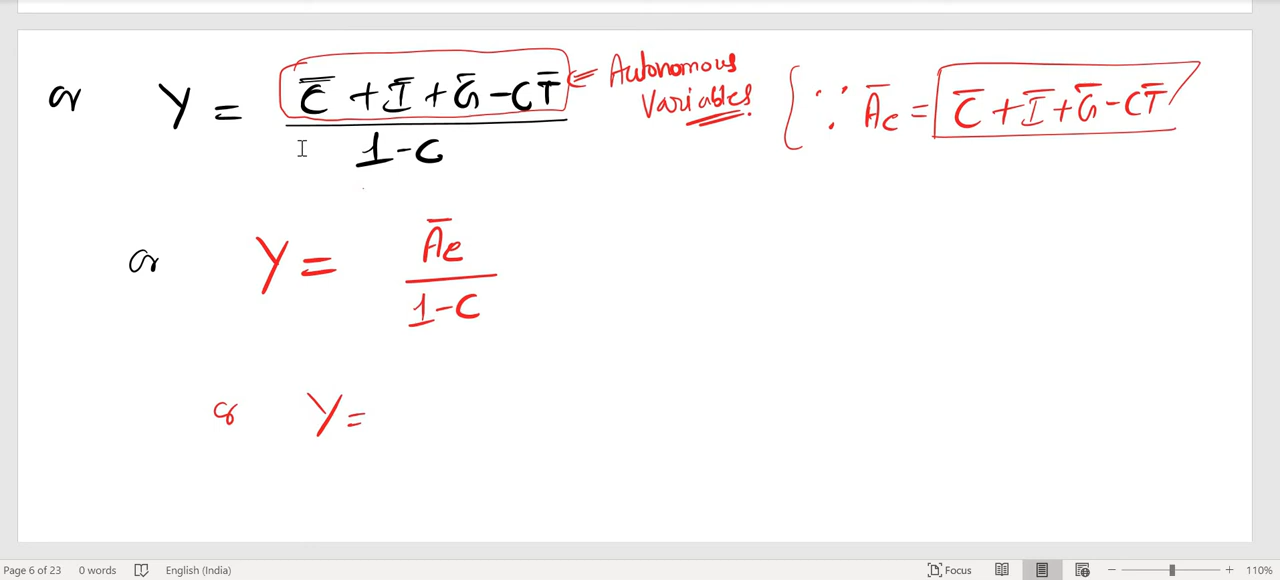 or Y = C̄ + Ī + Ḡ - CT̄ / 1-C ⇐ Autonomous Variables. { ∵ Āe = C̄ + Ī + Ḡ - CT̄
or Y = Āe / 1-C
or Y =
Page 6 of 23 0 words English (India) Focus 110%